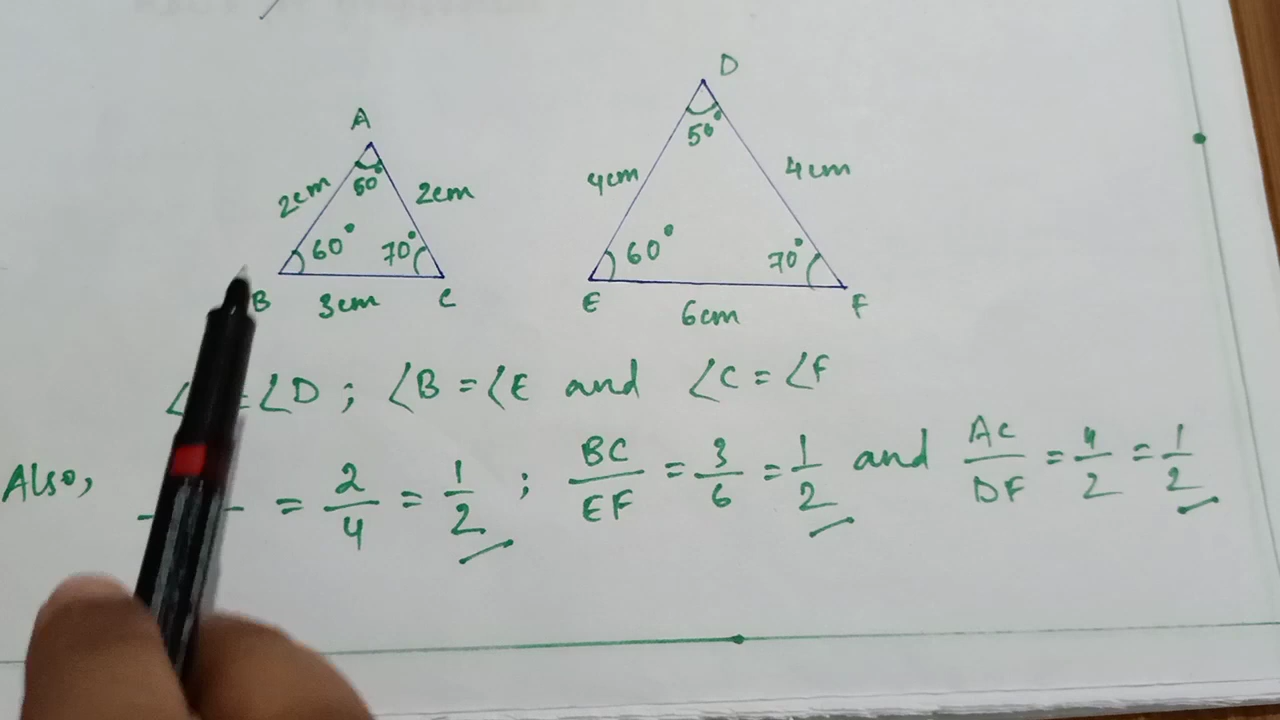 A
D
50°
2cm
2cm
60°
70°
B
3cm
C
50°
4cm
4cm
60°
70°
E
6cm
F
∠ = ∠D ; ∠B = ∠E and ∠C = ∠F
Also, = 2/4 = 1/2 ; BC/EF = 3/6 = 1/2 and AC/DF = 4/2 = 1/2